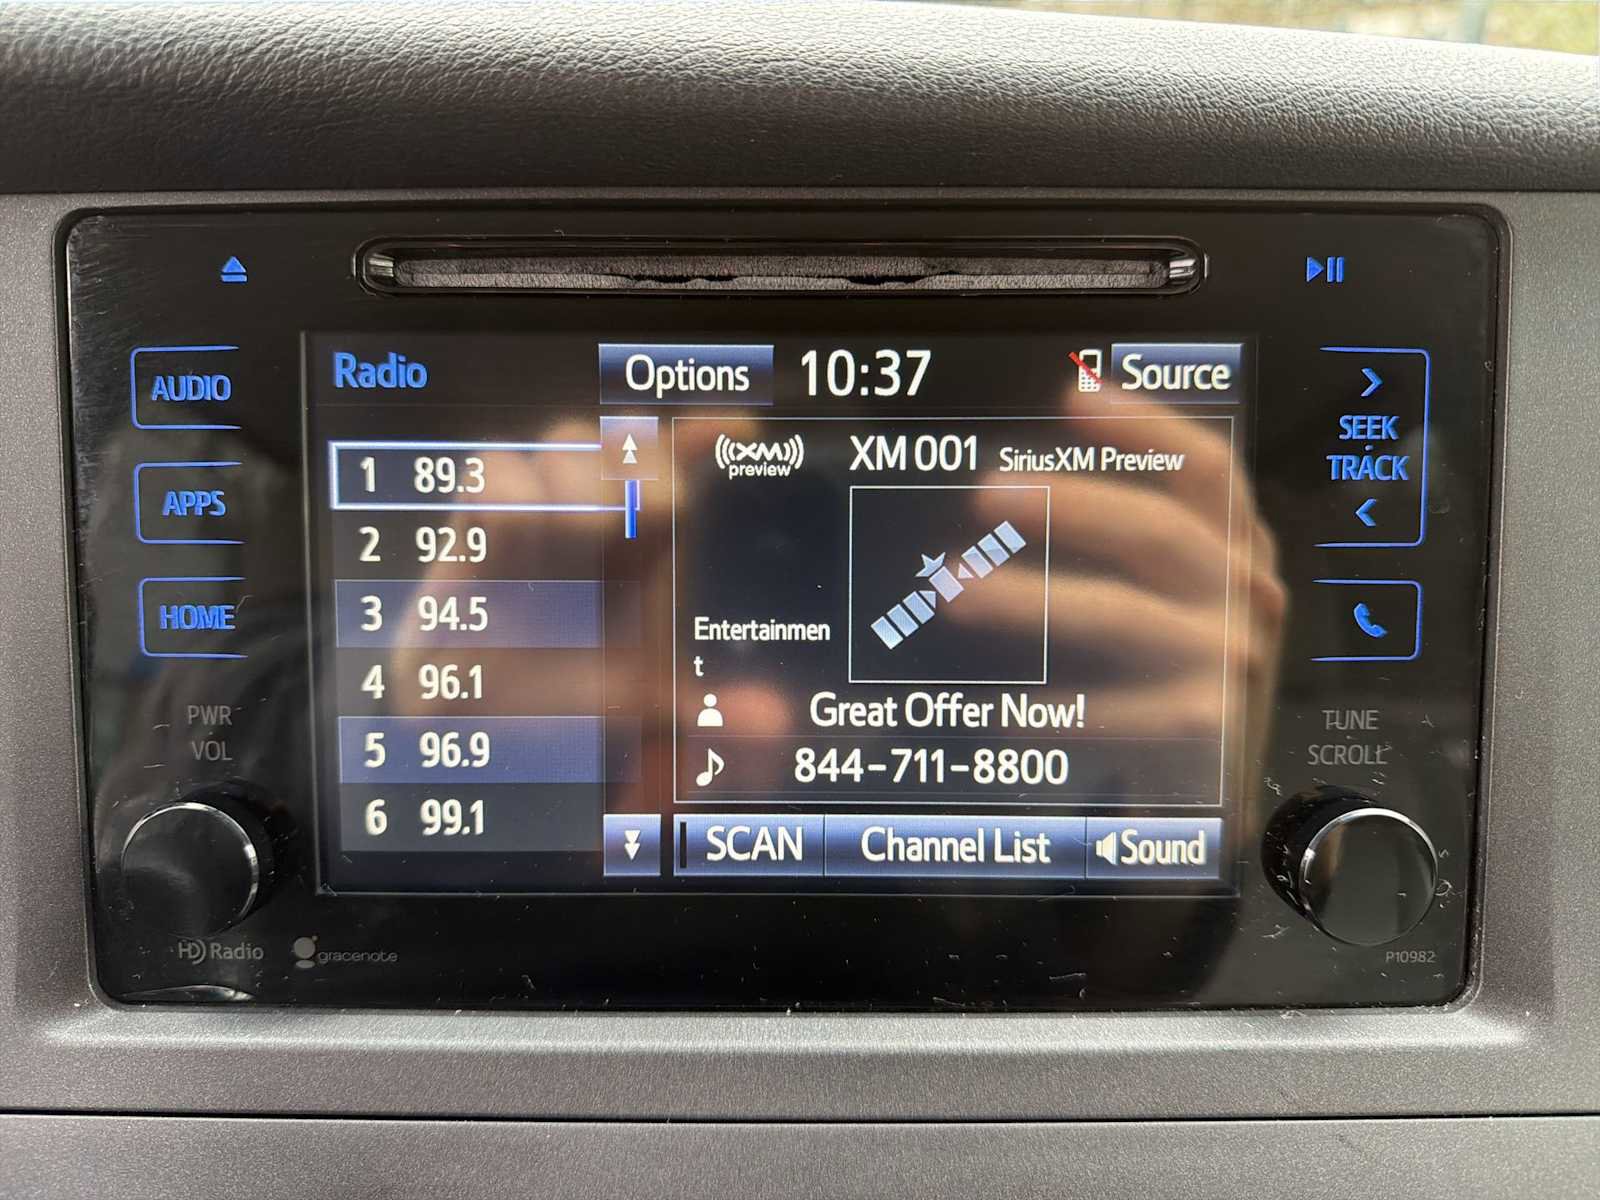 AUDIO
APPS
HOME
PWR
VOL
Radio
Options
10:37
Source
1 89.3
2 92.9
3 94.5
4 96.1
5 96.9
6 99.1
((XM))
preview
XM 001 SiriusXM Preview
Entertainmen
t
Great Offer Now!
844-711-8800
SCAN
Channel List
Sound
SEEK
TRACK
TUNE
SCROLL
HD Radio
gracenote
P10982